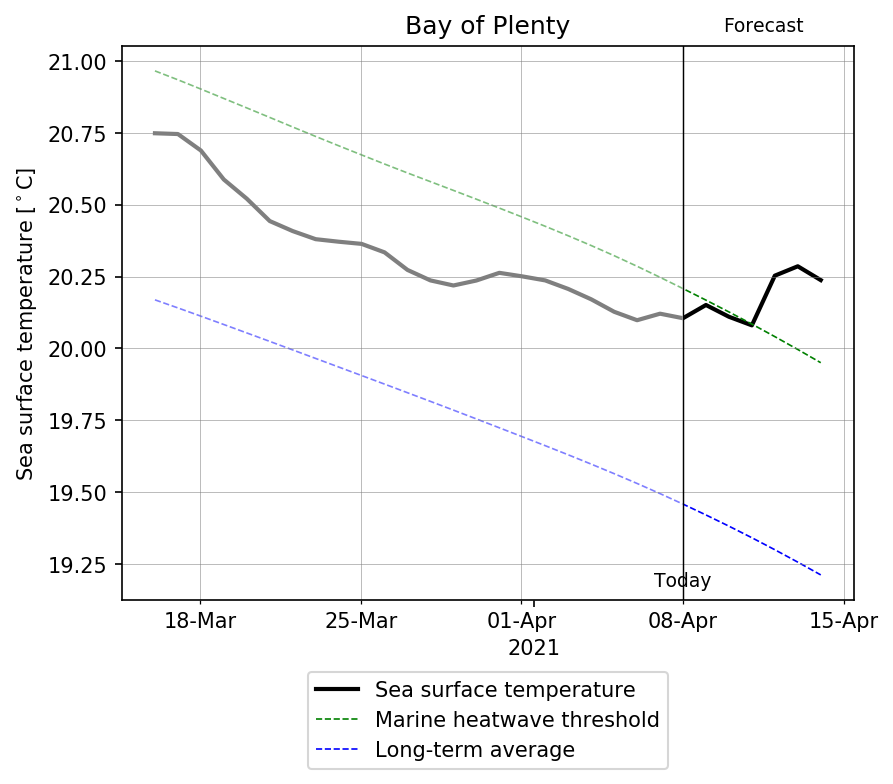 Bay of Plenty
Forecast
Sea surface temperature [°C]
21.00
20.75
20.50
20.25
20.00
19.75
19.50
19.25
Today
18-Mar
25-Mar
01-Apr
08-Apr
15-Apr
2021
Sea surface temperature
Marine heatwave threshold
Long-term average